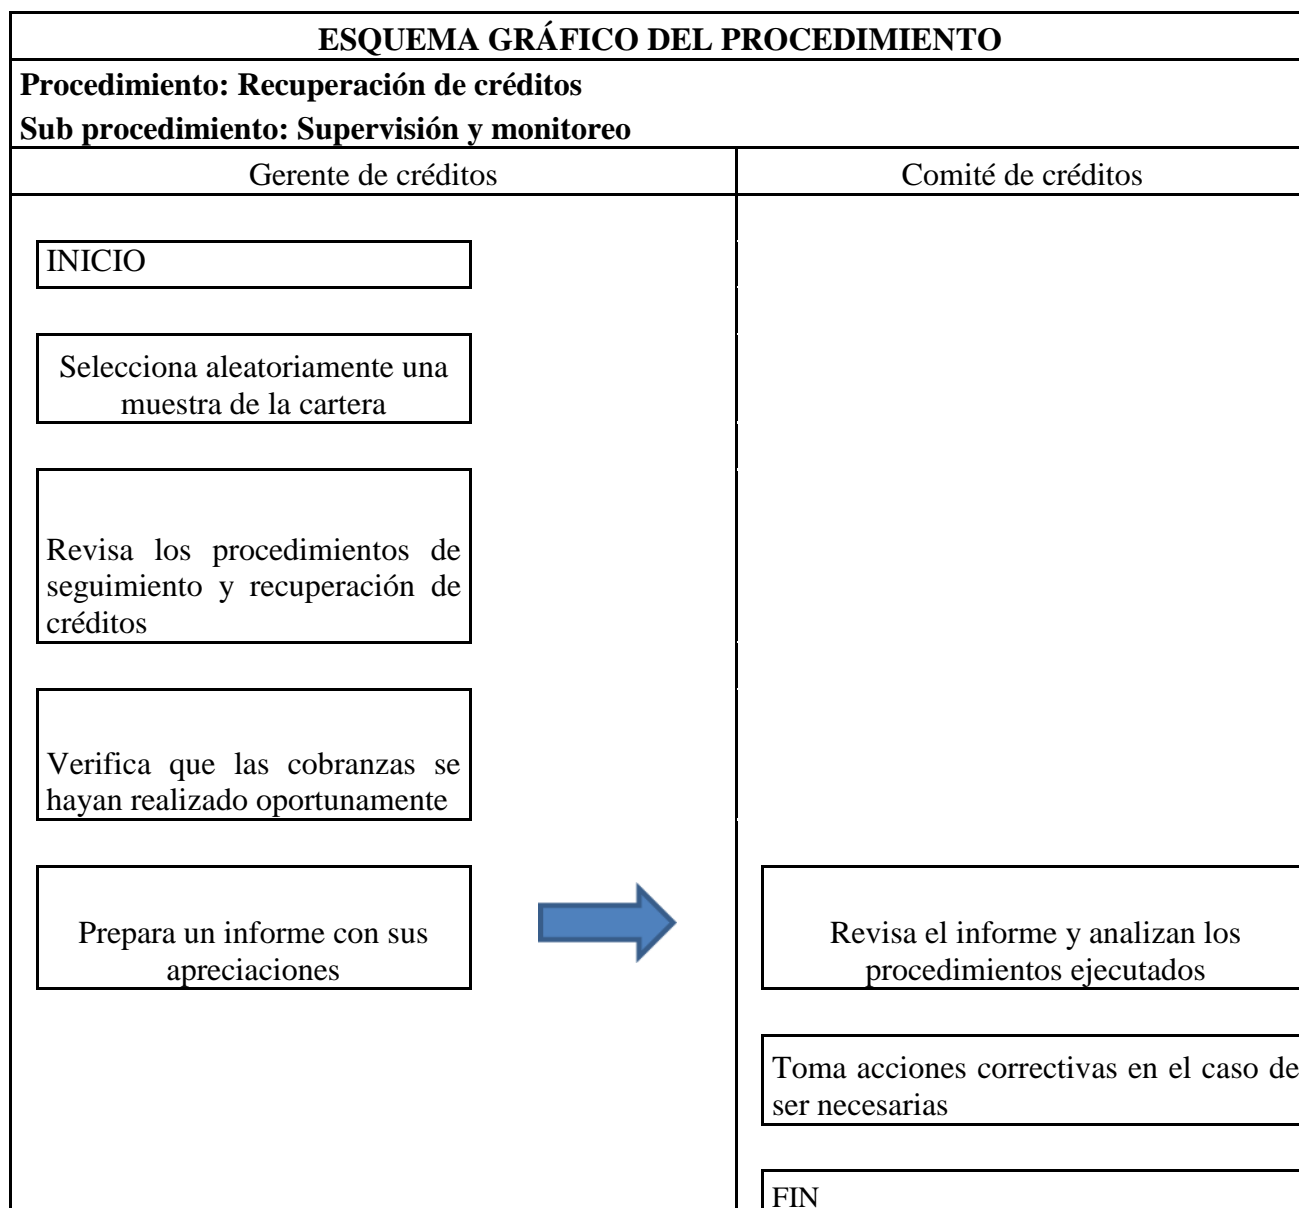 ESQUEMA GRÁFICO DEL PROCEDIMIENTO
Procedimiento: Recuperación de créditos
Sub procedimiento: Supervisión y monitoreo
Gerente de créditos
Comité de créditos
INICIO
Selecciona aleatoriamente una
muestra de la cartera
Revisa los procedimientos de
seguimiento y recuperación de
créditos
Verifica que las cobranzas se
hayan realizado oportunamente
Prepara un informe con sus
apreciaciones
Revisa el informe y analizan los
procedimientos ejecutados
Toma acciones correctivas en el caso de
ser necesarias
FIN